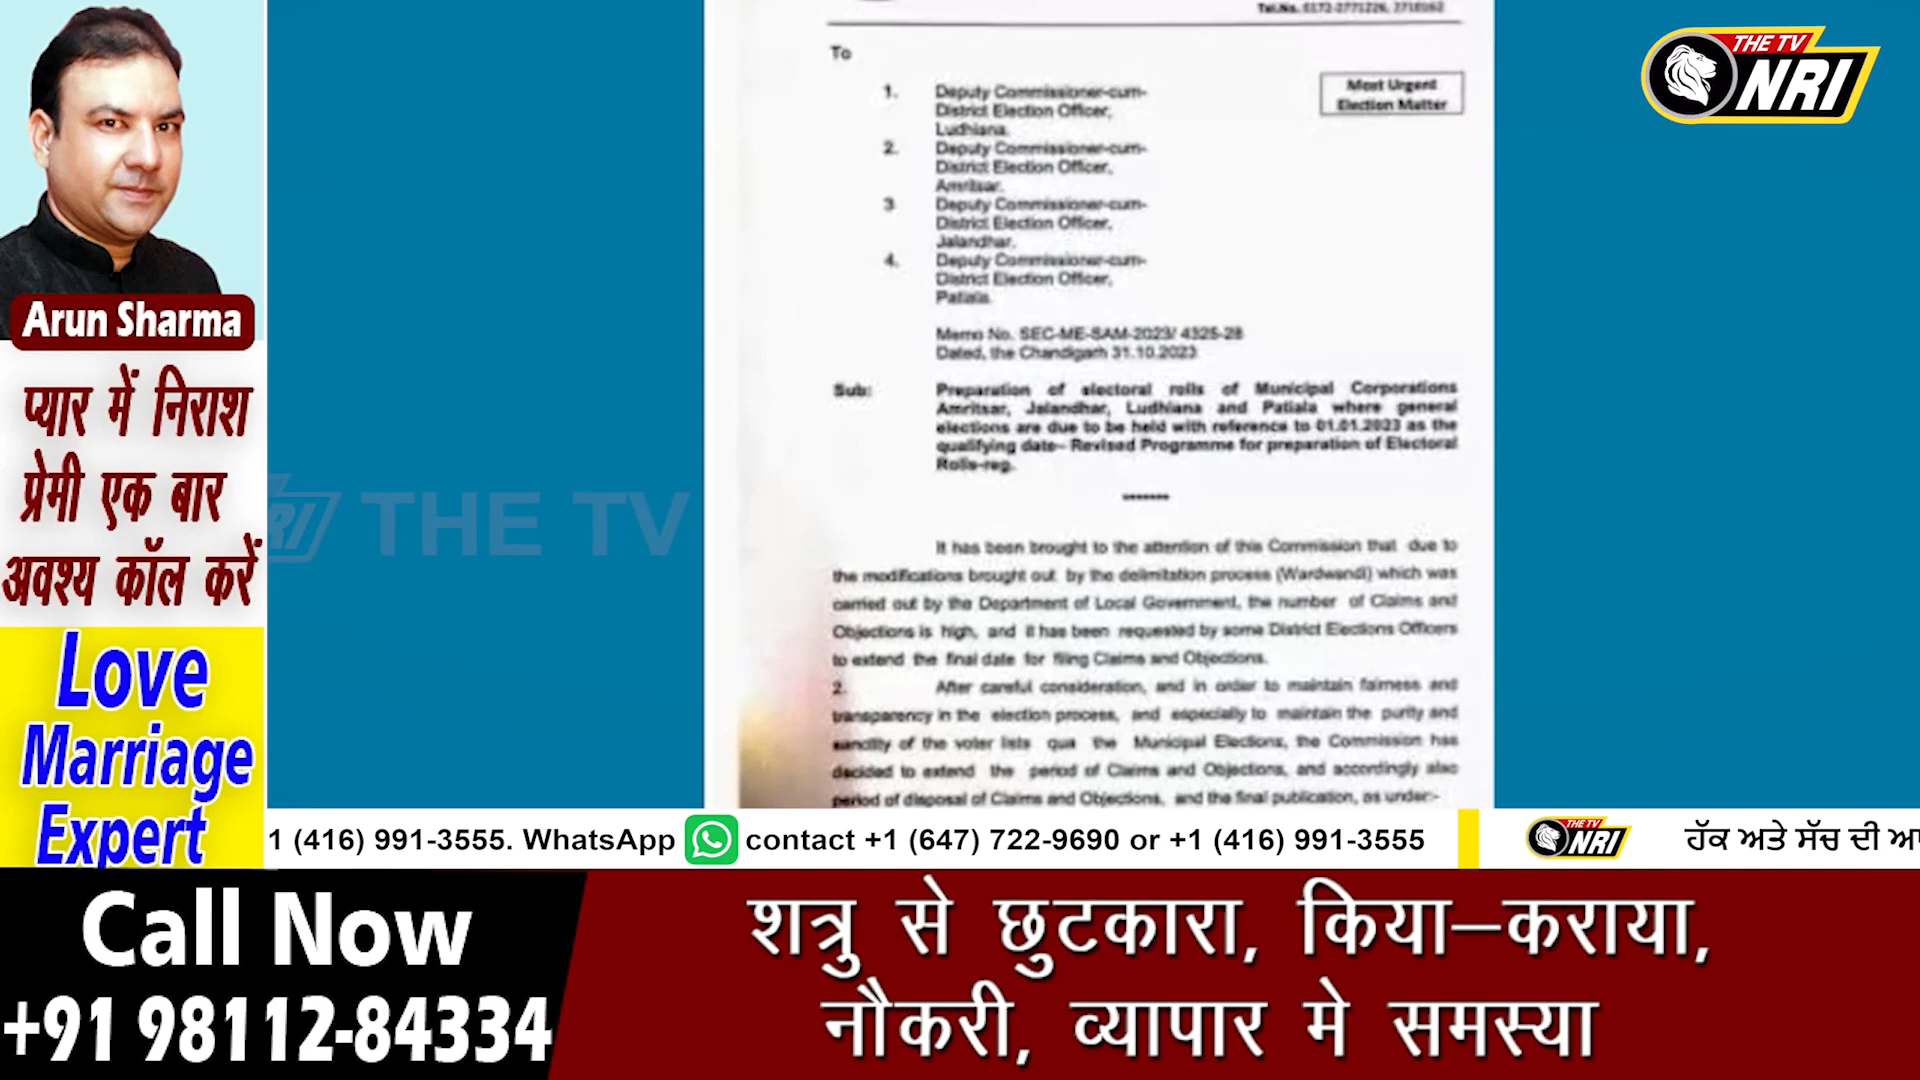 Tel.No. 0172-2771226, 2710162
To
Most Urgent
Election Matter
1. Deputy Commissioner-cum-
District Election Officer,
Ludhiana.
2. Deputy Commissioner-cum-
District Election Officer,
Amritsar.
3 Deputy Commissioner-cum-
District Election Officer,
Jalandhar.
4. Deputy Commissioner-cum-
District Election Officer,
Patiala.
Memo No. SEC-ME-SAM-2023/ 4325-28
Dated, the Chandigarh 31.10.2023
Sub: Preparation of electoral rolls of Municipal Corporations
Amritsar, Jalandhar, Ludhiana and Patiala where general
elections are due to be held with reference to 01.01.2023 as the
qualifying date– Revised Programme for preparation of Electoral
Rolls-reg.
It has been brought to the attention of this Commission that due to
the modifications brought out by the delimitation process (Wardwandi) which was
carried out by the Department of Local Government, the number of Claims and
Objections is high, and it has been requested by some District Elections Officers
to extend the final date for filing Claims and Objections.
2. After careful consideration, and in order to maintain fairness and
transparency in the election process, and especially to maintain the purity and
sanctity of the voter lists qua the Municipal Elections, the Commission has
decided to extend the period of Claims and Objections, and accordingly also
period of disposal of Claims and Objections, and the final publication, as under:-
THE TV
NRI
NRI THE TV
Arun Sharma
प्यार में निराश
प्रेमी एक बार
अवश्य कॉल करें
Love
Marriage
Expert
1 (416) 991-3555. WhatsApp contact +1 (647) 722-9690 or +1 (416) 991-3555
THE TV
NRI
ਹੱਕ ਅਤੇ ਸੱਚ ਦੀ ਆ
Call Now
+91 98112-84334
शत्रु से छुटकारा, किया–कराया,
नौकरी, व्यापार मे समस्या